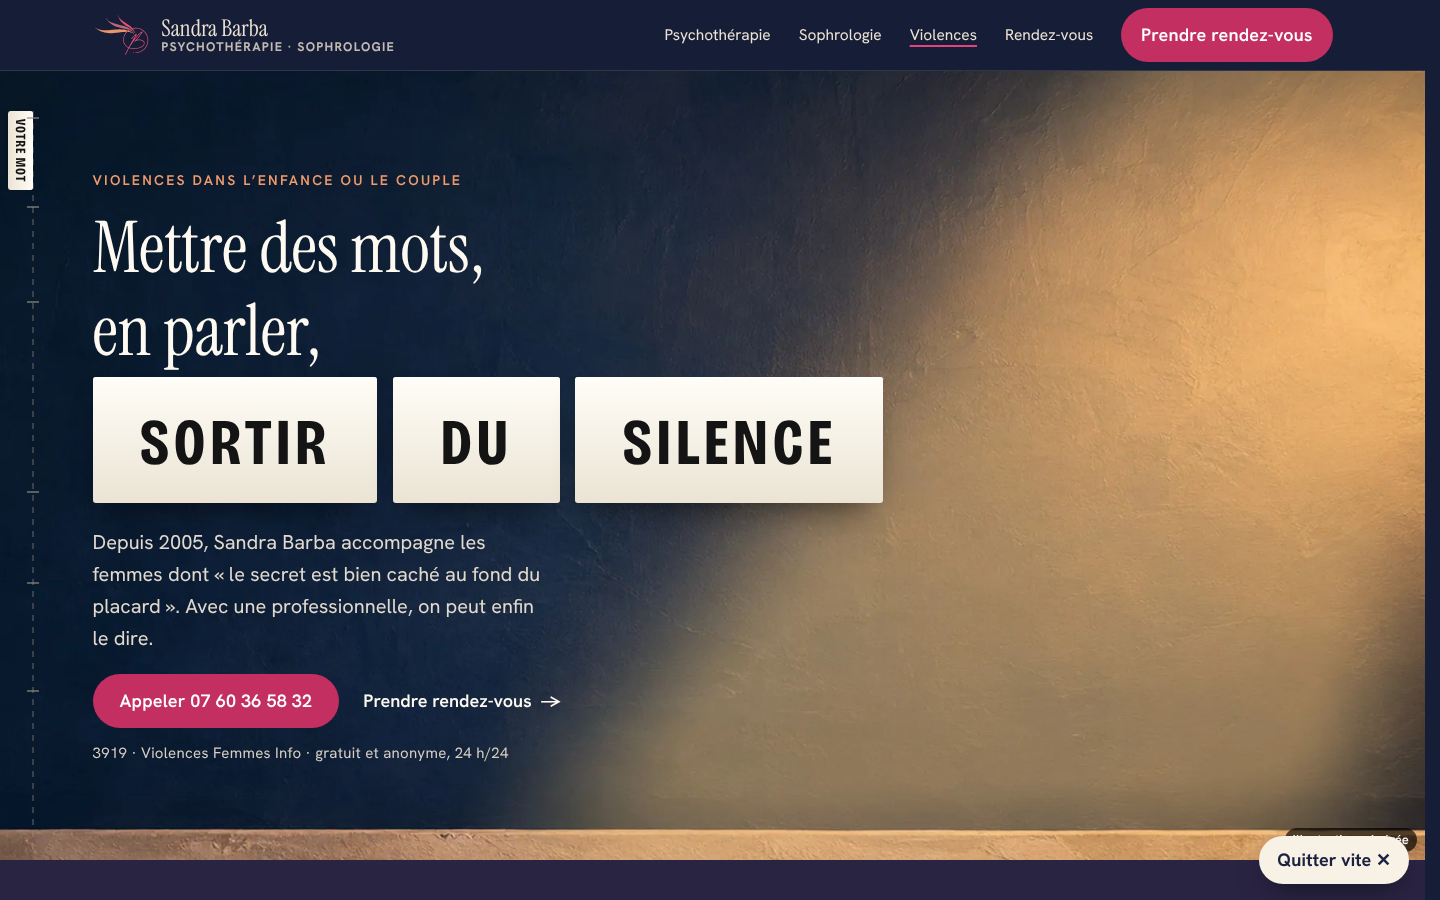 Sandra Barba
PSYCHOTHÉRAPIE · SOPHROLOGIE
Psychothérapie
Sophrologie
Violences
Rendez-vous
Prendre rendez-vous
VOTRE MOT
VIOLENCES DANS L’ENFANCE OU LE COUPLE
Mettre des mots,
en parler,
SORTIR DU SILENCE
Depuis 2005, Sandra Barba accompagne les
femmes dont « le secret est bien caché au fond du
placard ». Avec une professionnelle, on peut enfin
le dire.
Appeler 07 60 36 58 32
Prendre rendez-vous →
3919 · Violences Femmes Info · gratuit et anonyme, 24 h/24
Quitter vite ✕